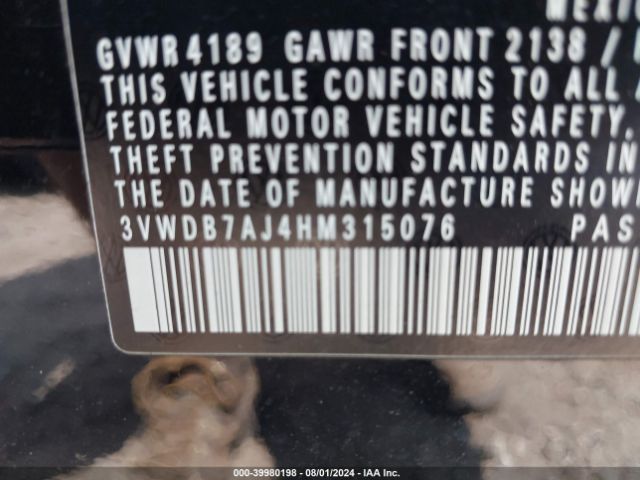 MEXI
GVWR 4189 GAWR FRONT 2138 /
THIS VEHICLE CONFORMS TO ALL
FEDERAL MOTOR VEHICLE SAFETY,
THEFT PREVENTION STANDARDS IN
THE DATE OF MANUFACTURE SHOW
3VWDB7AJ4HM315076 PAS
000-39980198 - 08/01/2024 - IAA Inc.